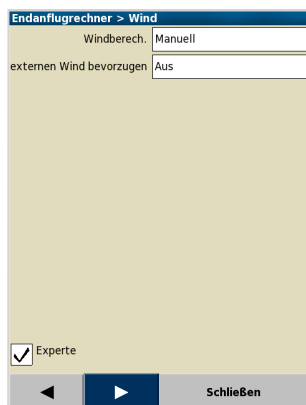 Endanflugrechner > Wind
Windberech. Manuell
externen Wind bevorzugen Aus
Experte
Schließen